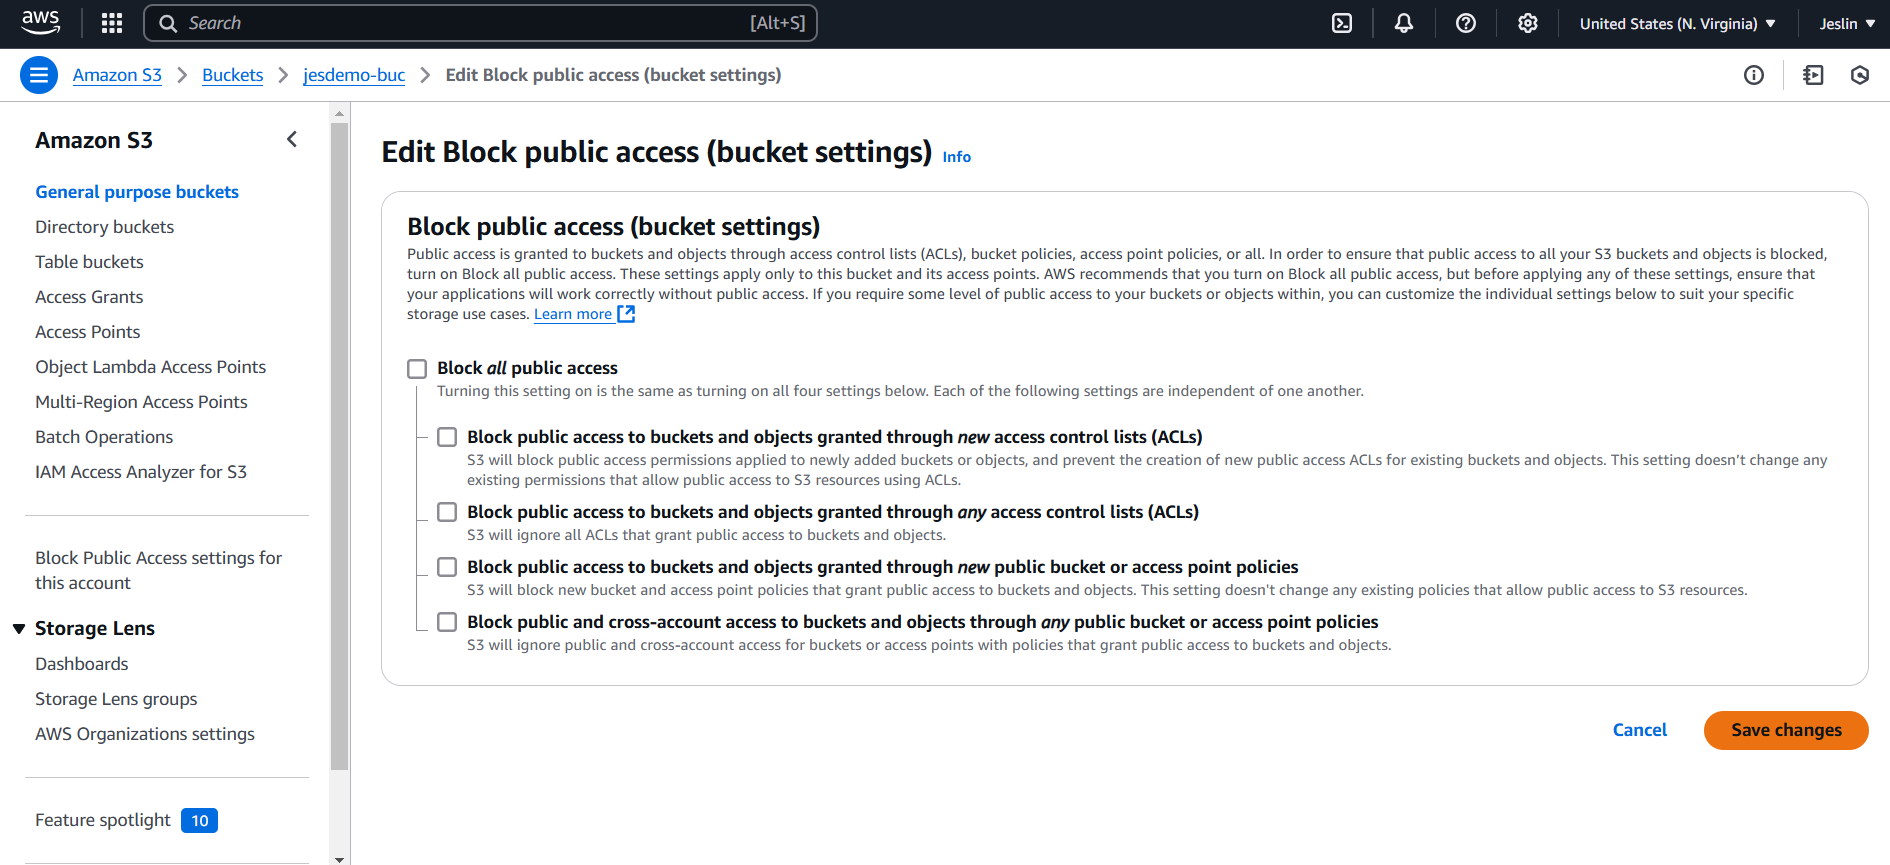 aws
Search [Alt+S]
United States (N. Virginia)
Jeslin
Amazon S3 > Buckets > jesdemo-buc > Edit Block public access (bucket settings)
Amazon S3
General purpose buckets
Directory buckets
Table buckets
Access Grants
Access Points
Object Lambda Access Points
Multi-Region Access Points
Batch Operations
IAM Access Analyzer for S3
Block Public Access settings for
this account
Storage Lens
Dashboards
Storage Lens groups
AWS Organizations settings
Feature spotlight 10
Edit Block public access (bucket settings) Info
Block public access (bucket settings)
Public access is granted to buckets and objects through access control lists (ACLs), bucket policies, access point policies, or all. In order to ensure that public access to all your S3 buckets and objects is blocked,
turn on Block all public access. These settings apply only to this bucket and its access points. AWS recommends that you turn on Block all public access, but before applying any of these settings, ensure that
your applications will work correctly without public access. If you require some level of public access to your buckets or objects within, you can customize the individual settings below to suit your specific
storage use cases. Learn more
Block all public access
Turning this setting on is the same as turning on all four settings below. Each of the following settings are independent of one another.
Block public access to buckets and objects granted through new access control lists (ACLs)
S3 will block public access permissions applied to newly added buckets or objects, and prevent the creation of new public access ACLs for existing buckets and objects. This setting doesn’t change any
existing permissions that allow public access to S3 resources using ACLs.
Block public access to buckets and objects granted through any access control lists (ACLs)
S3 will ignore all ACLs that grant public access to buckets and objects.
Block public access to buckets and objects granted through new public bucket or access point policies
S3 will block new bucket and access point policies that grant public access to buckets and objects. This setting doesn't change any existing policies that allow public access to S3 resources.
Block public and cross-account access to buckets and objects through any public bucket or access point policies
S3 will ignore public and cross-account access for buckets or access points with policies that grant public access to buckets and objects.
Cancel
Save changes